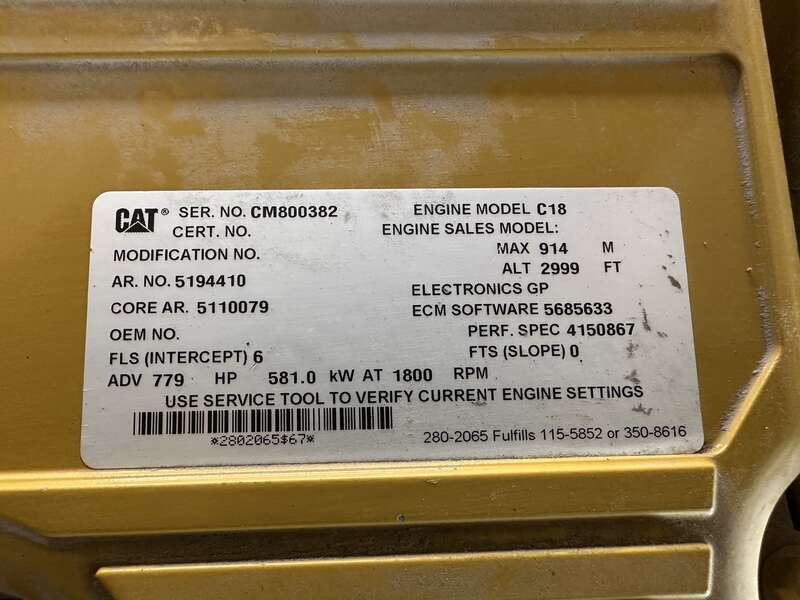 CAT® SER. NO. CM800382 ENGINE MODEL C18
CERT. NO. ENGINE SALES MODEL:
MODIFICATION NO. MAX 914 M
AR. NO. 5194410 ALT 2999 FT
ELECTRONICS GP
CORE AR. 5110079 ECM SOFTWARE 5685633
OEM NO. PERF. SPEC 4150867
FLS (INTERCEPT) 6 FTS (SLOPE) 0
ADV 779 HP 581.0 kW AT 1800 RPM
USE SERVICE TOOL TO VERIFY CURRENT ENGINE SETTINGS
*2802065$67* 280-2065 Fulfills 115-5852 or 350-8616